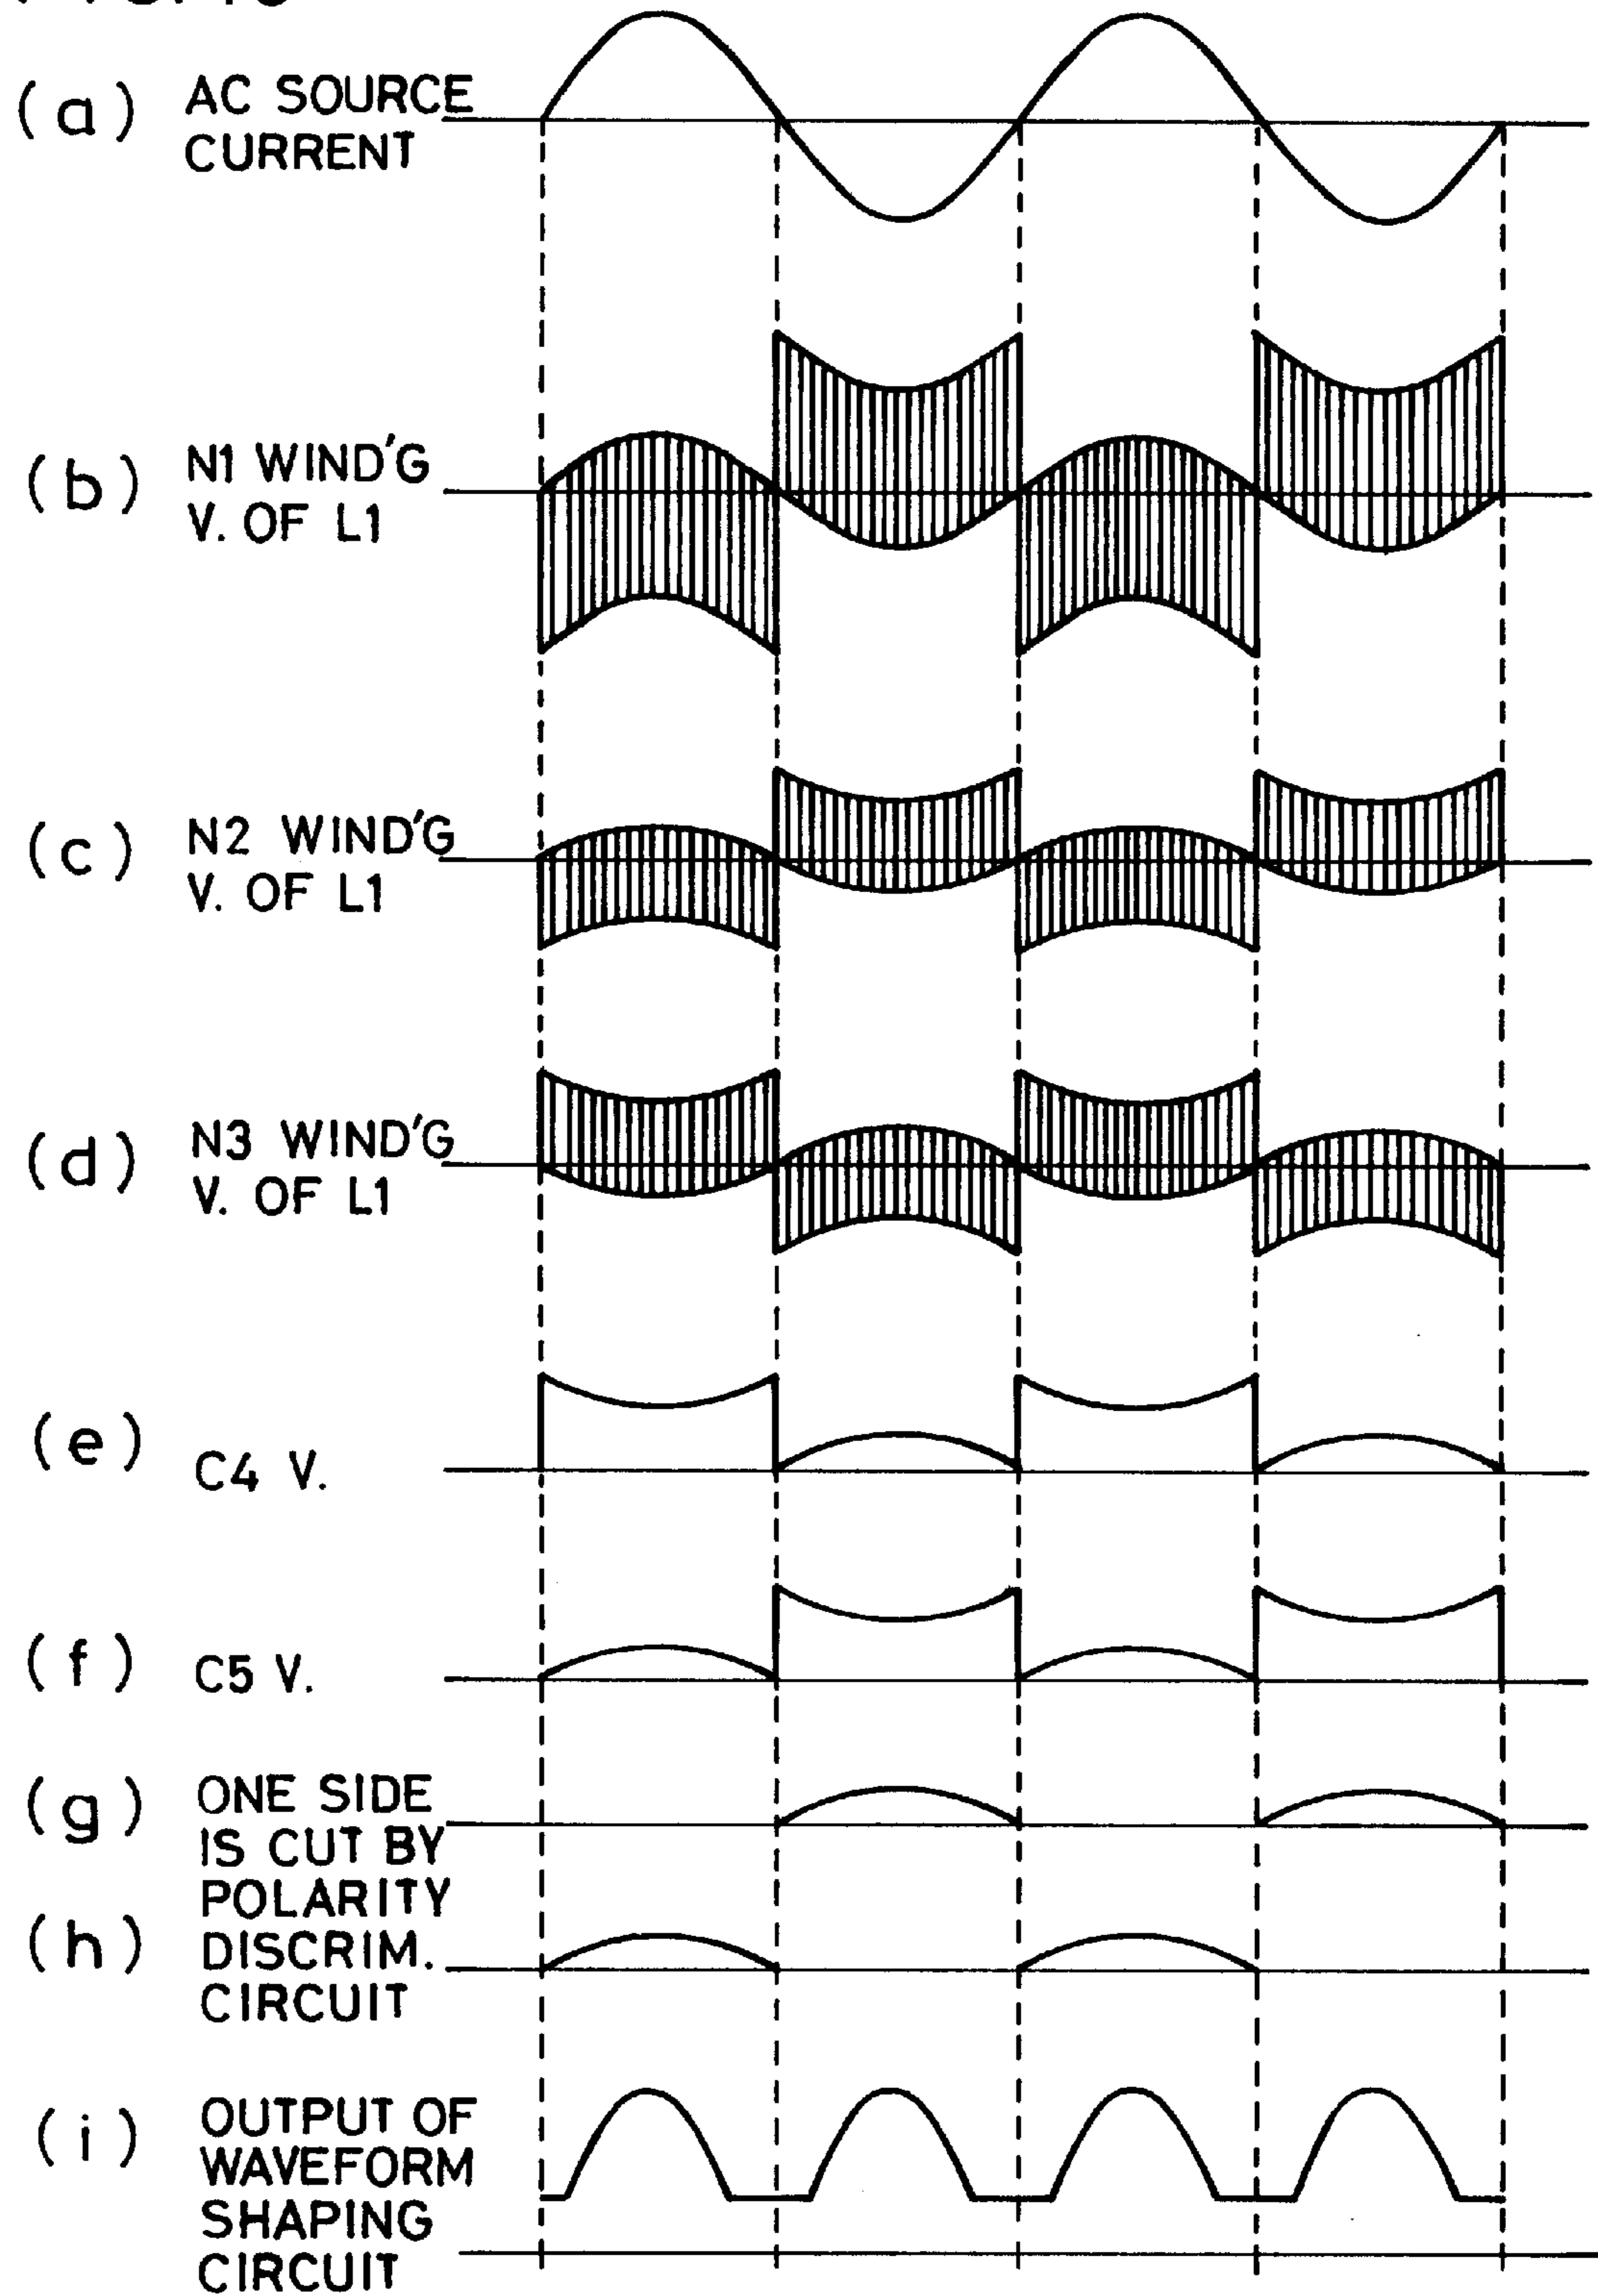 (a) AC SOURCE
CURRENT
(b) N1 WIND'G
V. OF L1
(c) N2 WIND'G
V. OF L1
(d) N3 WIND'G
V. OF L1
(e) C4 V.
(f) C5 V.
(g) ONE SIDE
IS CUT BY
POLARITY
(h) DISCRIM.
CIRCUIT
(i) OUTPUT OF
WAVEFORM
SHAPING
CIRCUIT